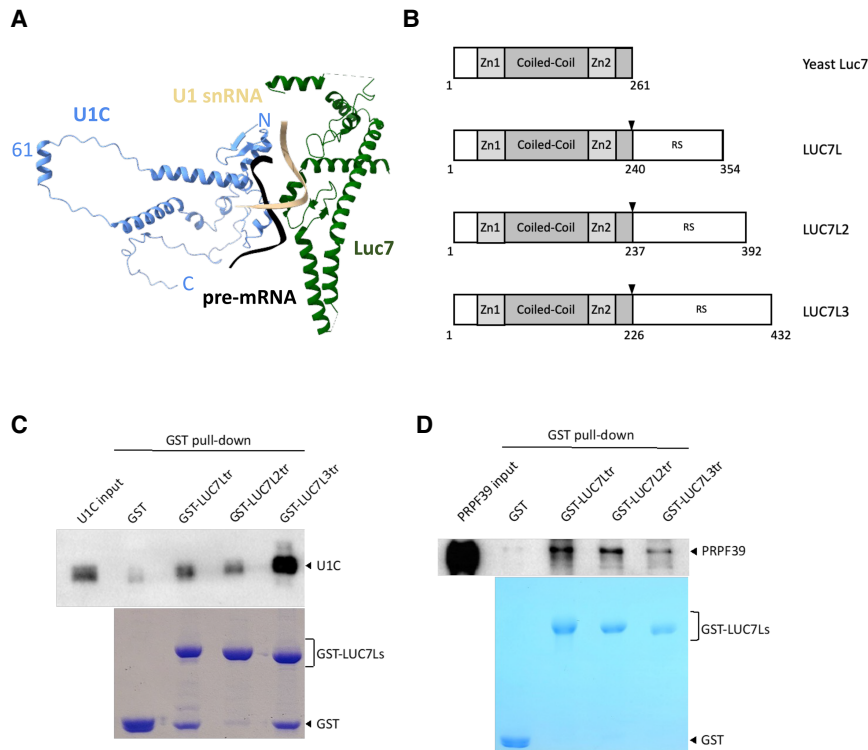 A
U1 snRNA
U1C
N
61
Luc7
C
pre-mRNA
B
Zn1 Coiled-Coil Zn2
Yeast Luc7
1 261
Zn1 Coiled-Coil Zn2 RS
LUC7L
1 240 354
Zn1 Coiled-Coil Zn2 RS
LUC7L2
1 237 392
Zn1 Coiled-Coil Zn2 RS
LUC7L3
1 226 432
C
GST pull-down
U1C input GST GST-LUC7Ltr GST-LUC7L2tr GST-LUC7L3tr
U1C
GST-LUC7Ls
GST
D
GST pull-down
PRPF39 input GST GST-LUC7Ltr GST-LUC7L2tr GST-LUC7L3tr
PRPF39
GST-LUC7Ls
GST